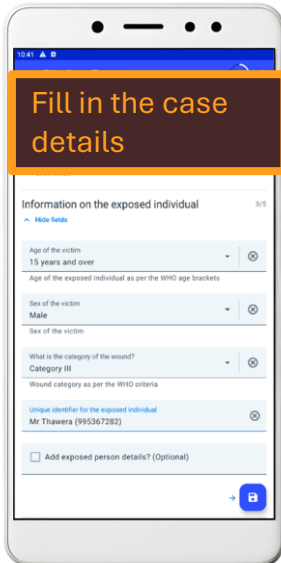 10:41
Fill in the case
details
Information on the exposed individual
3/5
Hide fields
Age of the victim
15 years and over
Age of the exposed individual as per the WHO age brackets
Sex of the victim
Male
Sex of the victim
What is the category of the wound?
Category III
Wound category as per the WHO criteria
Unique identifier for the exposed individual
Mr Thawera (995367282)
Add exposed person details? (Optional)